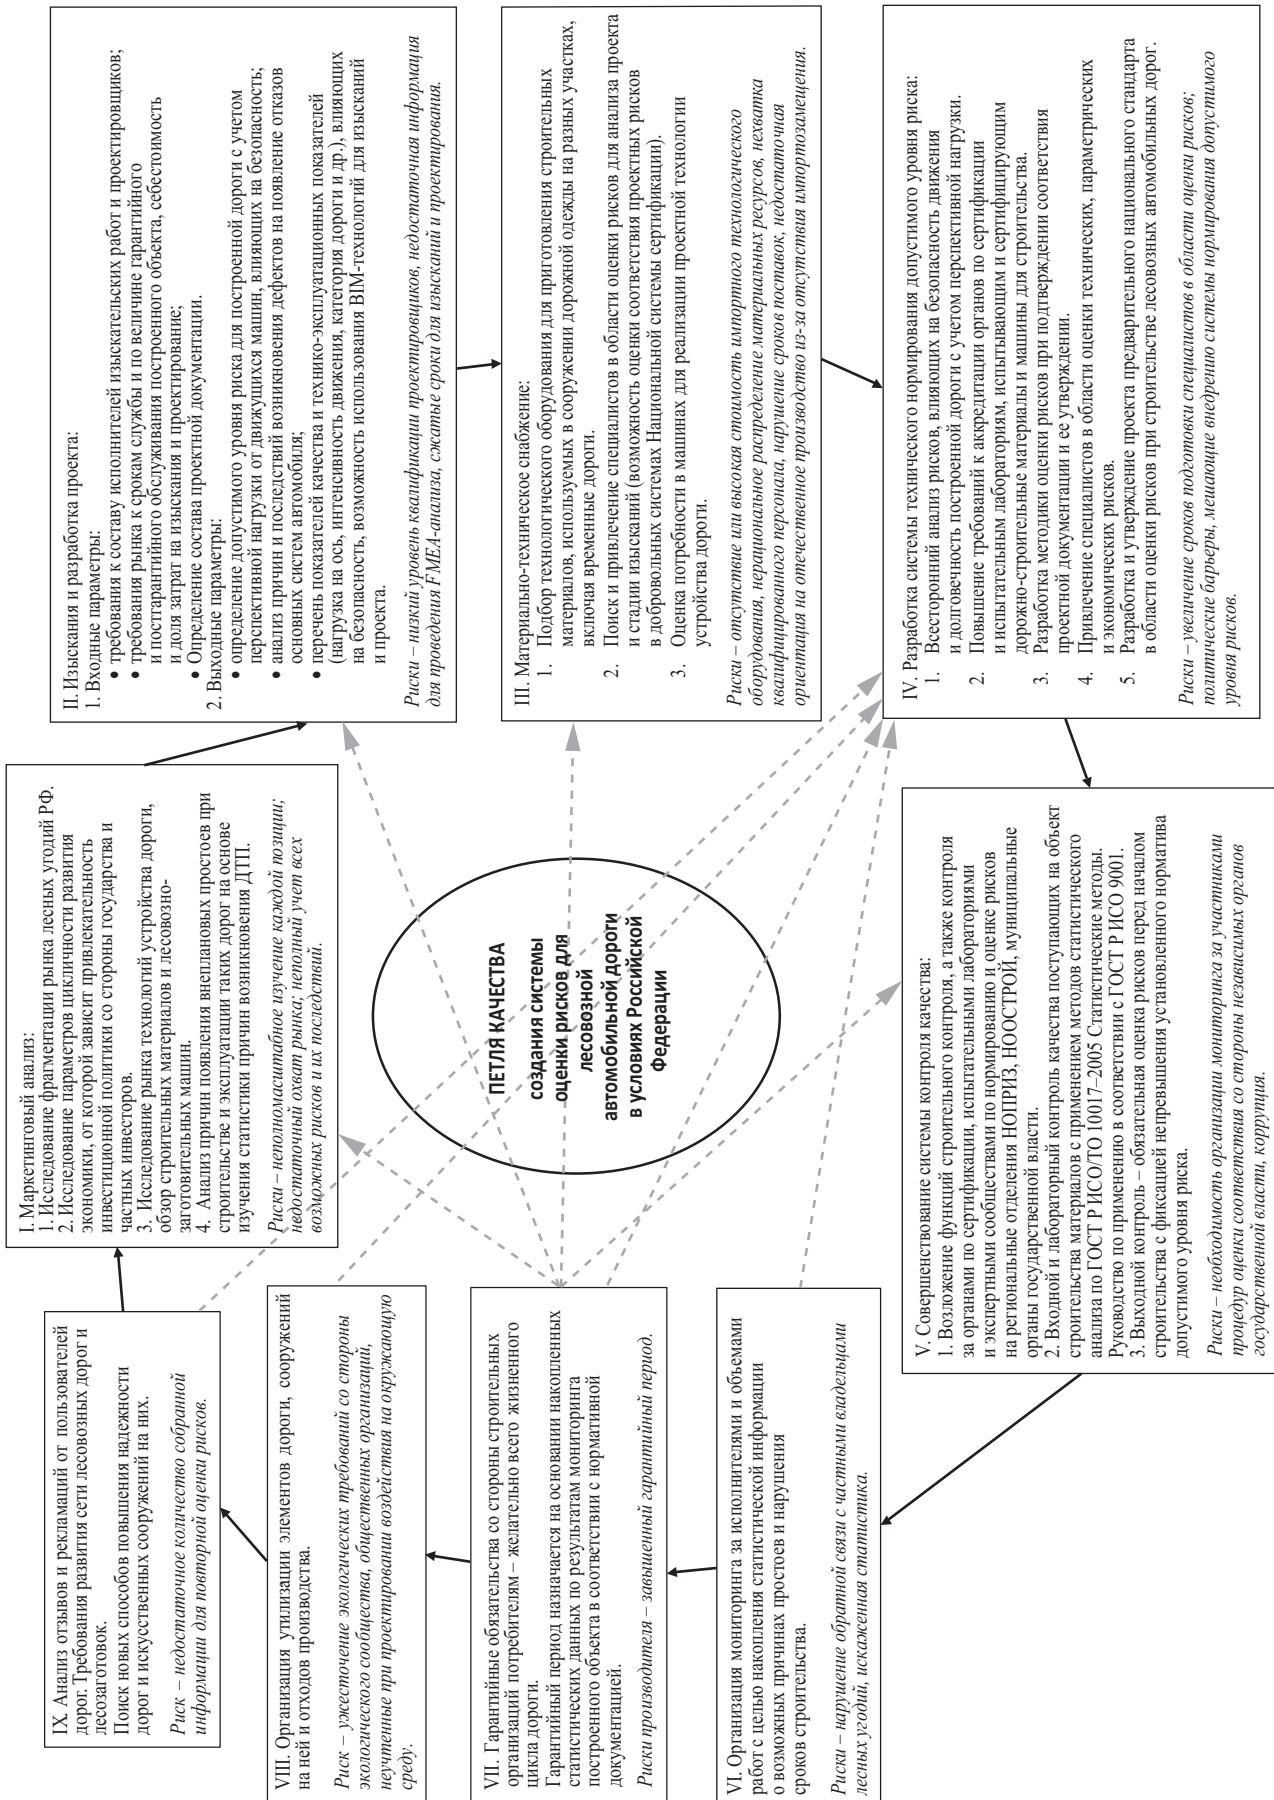 I. Маркетинговый анализ:
1. Исследование фрагментации рынка лесных угодий РФ.
2. Исследование параметров цикличности развития
экономики, от которой зависит привлекательность
инвестиционной политики со стороны государства и
частных инвесторов.
3. Исследование рынка технологий устройства дороги,
обзор строительных материалов и лесовозно-
заготовительных машин.
4. Анализ причин появления внеплановых простоев при
строительстве и эксплуатации таких дорог на основе
изучения статистики причин возникновения ДТП.
Риски – неполномасштабное изучение каждой позиции;
недостаточный охват рынка; неполный учет всех
возможных рисков и их последствий.
II. Изыскания и разработка проекта:
1. Входные параметры:
• требования к составу исполнителей изыскательских работ и проектировщиков;
• требования рынка к срокам службы и по величине гарантийного
и постгарантийного обслуживания построенного объекта, себестоимость
и доля затрат на изыскания и проектирование;
• Определение состава проектной документации.
2. Выходные параметры:
• определение допустимого уровня риска для построенной дороги с учетом
перспективной нагрузки от движущихся машин, влияющих на безопасность;
• анализ причин и последствий возникновения дефектов на появление отказов
основных систем автомобиля;
• перечень показателей качества и технико-эксплуатационных показателей
(нагрузка на ось, интенсивность движения, категория дороги и др.), влияющих
на безопасность, возможность использования BIM-технологий для изысканий
и проекта.
Риски – низкий уровень квалификации проектировщиков, недостаточная информация
для проведения FMEA-анализа, сжатые сроки для изысканий и проектирования.
III. Материально-техническое снабжение:
1. Подбор технологического оборудования для приготовления строительных
материалов, используемых в сооружении дорожной одежды на разных участках,
включая временные дороги.
2. Поиск и привлечение специалистов в области оценки рисков для анализа проекта
и стадии изысканий (возможность оценки соответствия проектных рисков
в добровольных системах Национальной системы сертификации).
3. Оценка потребности в машинах для реализации проектной технологии
устройства дороги.
Риски – отсутствие или высокая стоимость импортного технологического
оборудования, нерациональное распределение материальных ресурсов, нехватка
квалифицированного персонала, нарушение сроков поставок, недостаточная
ориентация на отечественное производство из-за отсутствия импортозамещения.
IV. Разработка системы технического нормирования допустимого уровня риска:
1. Всесторонний анализ рисков, влияющих на безопасность движения
и долговечность построенной дороги с учетом перспективной нагрузки.
2. Повышение требований к аккредитации органов по сертификации
и испытательным лабораториям, испытывающим и сертифицирующим
дорожно-строительные материалы и машины для строительства.
3. Разработка методики оценки рисков при подтверждении соответствия
проектной документации и ее утверждении.
4. Привлечение специалистов в области оценки технических, параметрических
и экономических рисков.
5. Разработка и утверждение проекта предварительного национального стандарта
в области оценки рисков при строительстве лесовозных автомобильных дорог.
Риски – увеличение сроков подготовки специалистов в области оценки рисков;
политические барьеры, мешающие внедрению системы нормирования допустимого
уровня рисков.
ПЕТЛЯ КАЧЕСТВА
создания системы
оценки рисков для
лесовозной
автомобильной дороги
в условиях Российской
Федерации
V. Совершенствование системы контроля качества:
1. Возложение функций строительного контроля, а также контроля
за органами по сертификации, испытательными лабораториями
и экспертными сообществами по нормированию и оценке рисков
на региональные отделения НОПРИЗ, НООСТРОЙ, муниципальные
органы государственной власти.
2. Входной и лабораторный контроль качества поступающих на объект
строительства материалов с применением методов статистического
анализа по ГОСТ Р ИСО/ТО 10017–2005 Статистические методы.
Руководство по применению в соответствии с ГОСТ Р ИСО 9001.
3. Выходной контроль – обязательная оценка рисков перед началом
строительства с фиксацией непревышения установленного норматива
допустимого уровня риска.
Риски – необходимость организации мониторинга за участниками
процедур оценки соответствия со стороны независимых органов
государственной власти, коррупция.
VI. Организация мониторинга за исполнителями и объемами
работ с целью накопления статистической информации
о возможных причинах простоев и нарушения
сроков строительства.
Риски – нарушение обратной связи с частными владельцами
лесных угодий, искаженная статистика.
VII. Гарантийные обязательства со стороны строительных
организаций потребителям – желательно всего жизненного
цикла дороги.
Гарантийный период назначается на основании накопленных
статистических данных по результатам мониторинга
построенного объекта в соответствии с нормативной
документацией.
Риски производителя – завышенный гарантийный период.
VIII. Организация утилизации элементов дороги, сооружений
на ней и отходов производства.
Риск – ужесточение экологических требований со стороны
экологического сообщества, общественных организаций,
неучтенные при проектировании воздействия на окружающую
среду.
IX. Анализ отзывов и рекламаций от пользователей
дорог. Требования развития сети лесовозных дорог и
лесозаготовок.
Поиск новых способов повышения надежности
дорог и искусственных сооружений на них.
Риск – недостаточное количество собранной
информации для повторной оценки рисков.